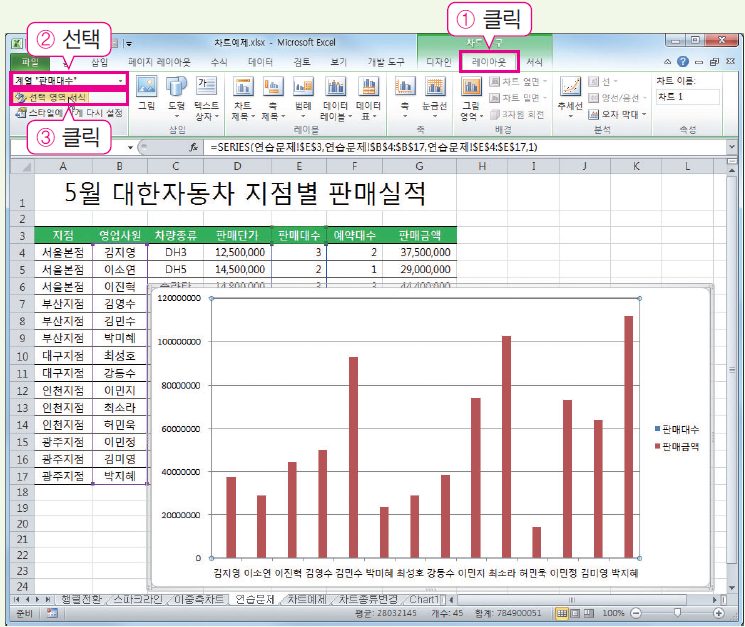 ① 클릭
② 선택
차트예제.xlsx - Microsoft Excel
차트 도구
파일 홈 삽입 페이지 레이아웃 수식 데이터 검토 보기 개발 도구 디자인 레이아웃 서식
계열 "판매대수"
선택 영역 서식
스타일에 맞게 다시 설정
③ 클릭
그림 도형 텍스트 상자
삽입
차트 제목 축 제목 범례 데이터 레이블 데이터 표
레이블
축 눈금선
축
그림 영역 차트 옆면 차트 밑면 3차원 회전
배경
추세선 선 양선/음선 오차 막대
분석
차트 이름:
차트 1
속성
fx =SERIES(연습문제!$E$3,연습문제!$B$4:$B$17,연습문제!$E$4:$E$17,1)
A B C D E F G H I J K L
1 5월 대한자동차 지점별 판매실적
2
3 지점 영업사원 차량종류 판매단가 판매대수 예약대수 판매금액
4 서울본점 김지영 DH3 12,500,000 3 2 37,500,000
5 서울본점 이소연 DH5 14,500,000 2 1 29,000,000
6 서울본점 이진혁 14,800,000 3 3 44,400,000
7 부산지점 김영수
8 부산지점 김민수
9 부산지점 박미혜
10 대구지점 최성호
11 대구지점 강동수
12 인천지점 이민지
13 인천지점 최소라
14 인천지점 허민욱
15 광주지점 이민정
16 광주지점 김미영
17 광주지점 박지혜
18
19
20
21
22
23
24
120000000
100000000
80000000
60000000
40000000
20000000
0
김지영 이소연 이진혁 김영수 김민수 박미혜 최성호 강동수 이민지 최소라 허민욱 이민정 김미영 박지혜
판매대수
판매금액
행열전환 스파크라인 이중축차트 연습문제 차트예제 차트종류변경 Chart1
준비 평균: 28032145 개수: 45 합계: 784900051 100%